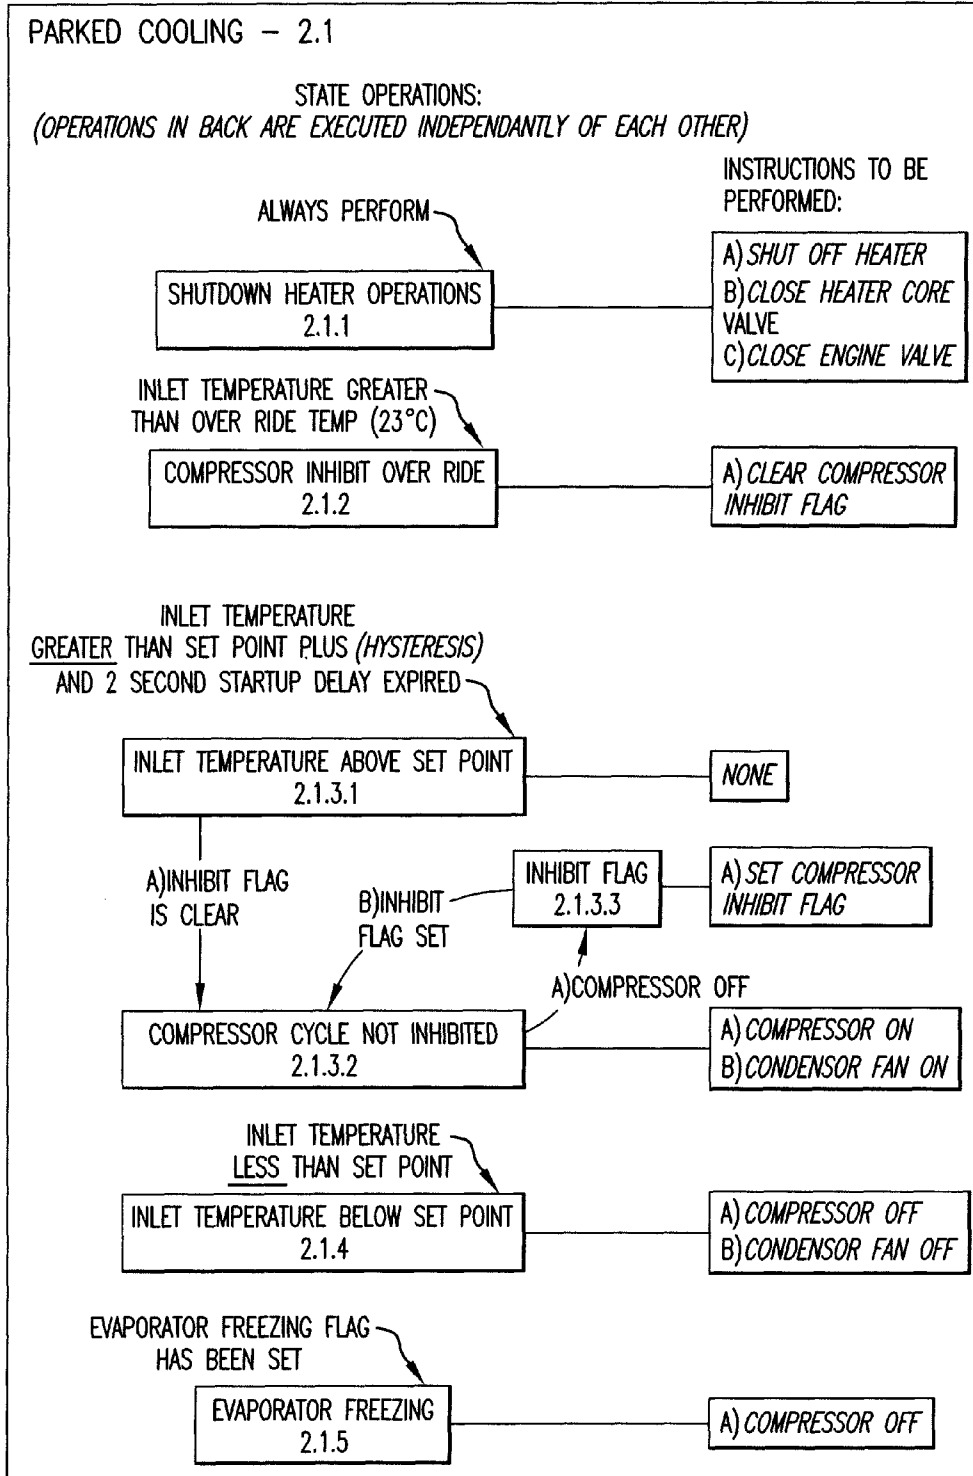 PARKED COOLING - 2.1
STATE OPERATIONS:
(OPERATIONS IN BACK ARE EXECUTED INDEPENDANTLY OF EACH OTHER)
INSTRUCTIONS TO BE
PERFORMED:
ALWAYS PERFORM
SHUTDOWN HEATER OPERATIONS
2.1.1
A) SHUT OFF HEATER
B) CLOSE HEATER CORE
VALVE
C) CLOSE ENGINE VALVE
INLET TEMPERATURE GREATER
THAN OVER RIDE TEMP (23°C)
COMPRESSOR INHIBIT OVER RIDE
2.1.2
A) CLEAR COMPRESSOR
INHIBIT FLAG
INLET TEMPERATURE
GREATER THAN SET POINT PLUS (HYSTERESIS)
AND 2 SECOND STARTUP DELAY EXPIRED
INLET TEMPERATURE ABOVE SET POINT
2.1.3.1
NONE
A)INHIBIT FLAG
IS CLEAR
B)INHIBIT
FLAG SET
INHIBIT FLAG
2.1.3.3
A) SET COMPRESSOR
INHIBIT FLAG
A)COMPRESSOR OFF
COMPRESSOR CYCLE NOT INHIBITED
2.1.3.2
A) COMPRESSOR ON
B) CONDENSOR FAN ON
INLET TEMPERATURE
LESS THAN SET POINT
INLET TEMPERATURE BELOW SET POINT
2.1.4
A) COMPRESSOR OFF
B) CONDENSOR FAN OFF
EVAPORATOR FREEZING FLAG
HAS BEEN SET
EVAPORATOR FREEZING
2.1.5
A) COMPRESSOR OFF